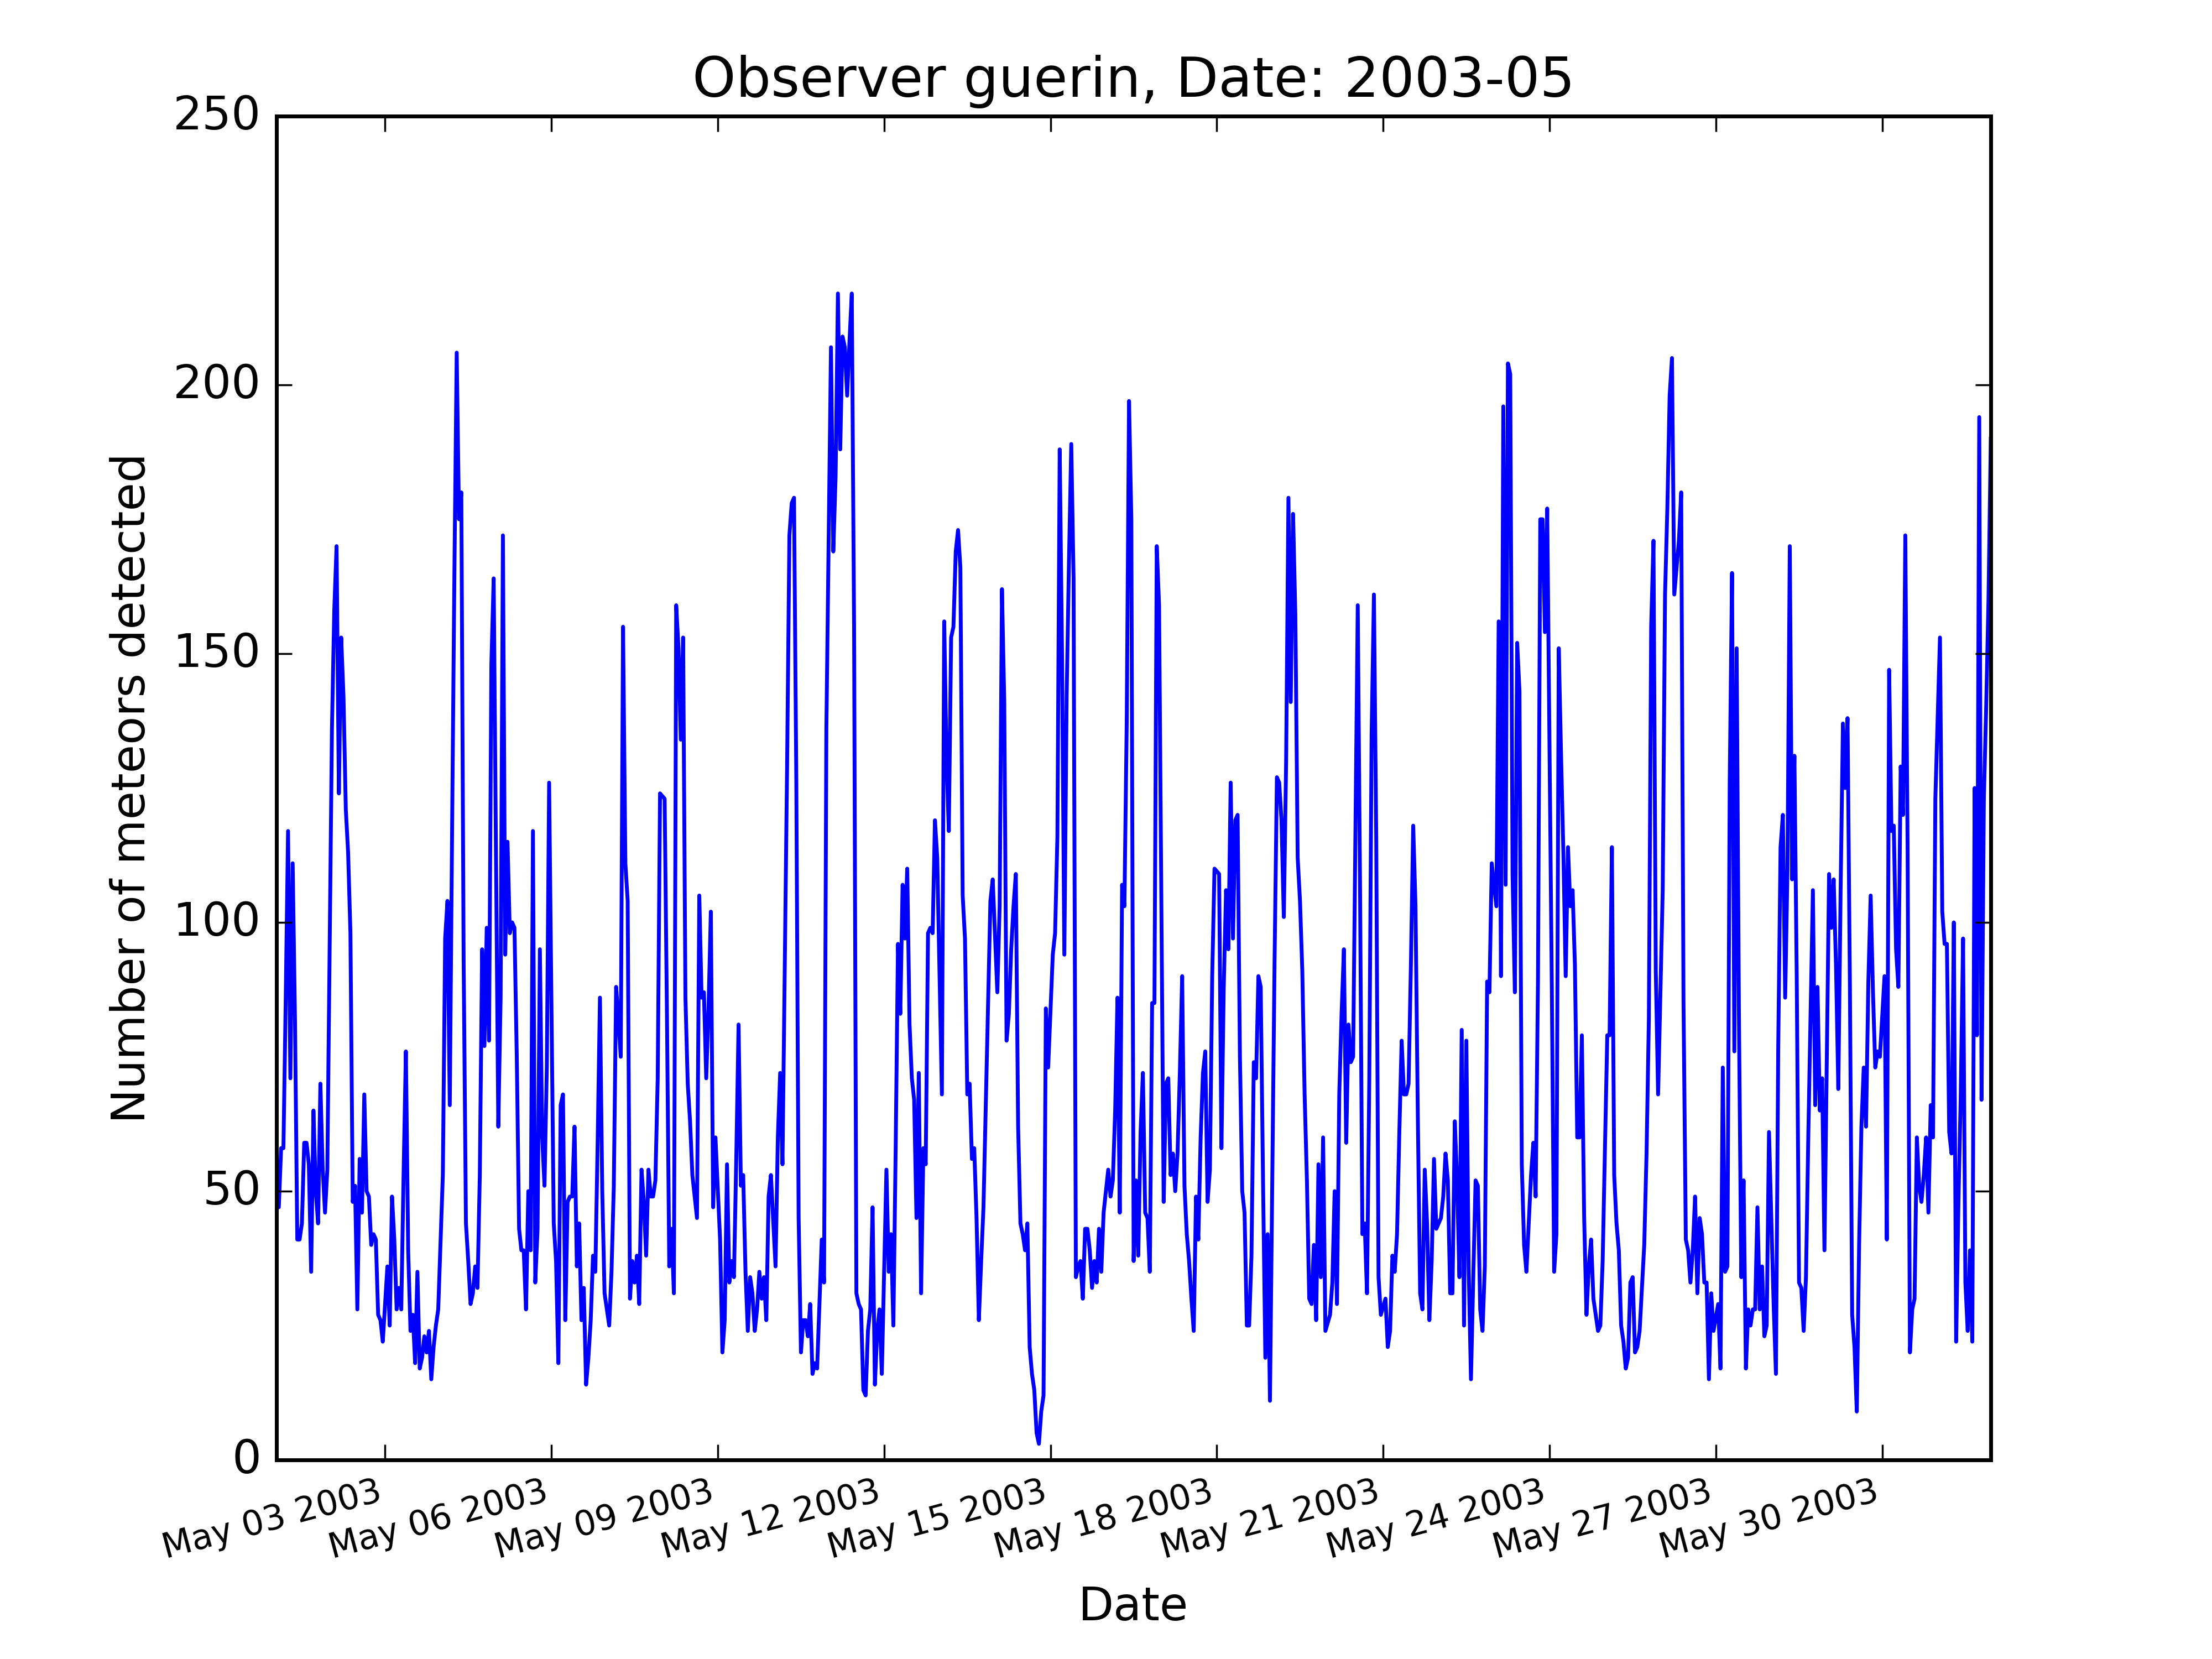 Observer guerin, Date: 2003-05
Number of meteors detected
250
200
150
100
50
0
May 03 2003
May 06 2003
May 09 2003
May 12 2003
May 15 2003
May 18 2003
May 21 2003
May 24 2003
May 27 2003
May 30 2003
Date